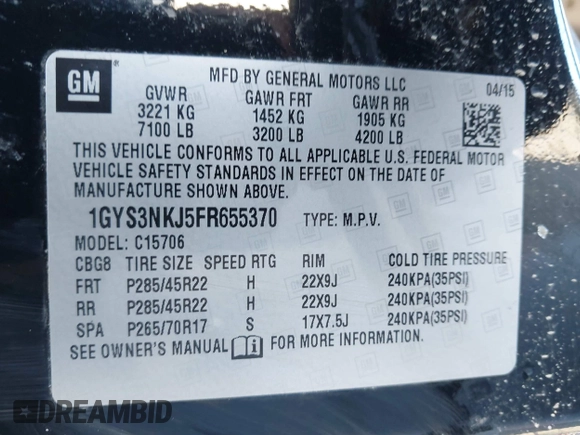 GM
MFD BY GENERAL MOTORS LLC
04/15
GVWR GAWR FRT GAWR RR
3221 KG 1452 KG 1905 KG
7100 LB 3200 LB 4200 LB
THIS VEHICLE CONFORMS TO ALL APPLICABLE U.S. FEDERAL MOTOR
VEHICLE SAFETY STANDARDS IN EFFECT ON THE DATE OF
MANUFACTURE SHOWN ABOVE.
1GYS3NKJ5FR655370 TYPE: M.P.V.
MODEL: C15706
CBG8 TIRE SIZE SPEED RTG RIM COLD TIRE PRESSURE
FRT P285/45R22 H 22X9J 240KPA(35PSI)
RR P285/45R22 H 22X9J 240KPA(35PSI)
SPA P265/70R17 S 17X7.5J 240KPA(35PSI)
SEE OWNER'S MANUAL FOR MORE INFORMATION.
DREAMBID